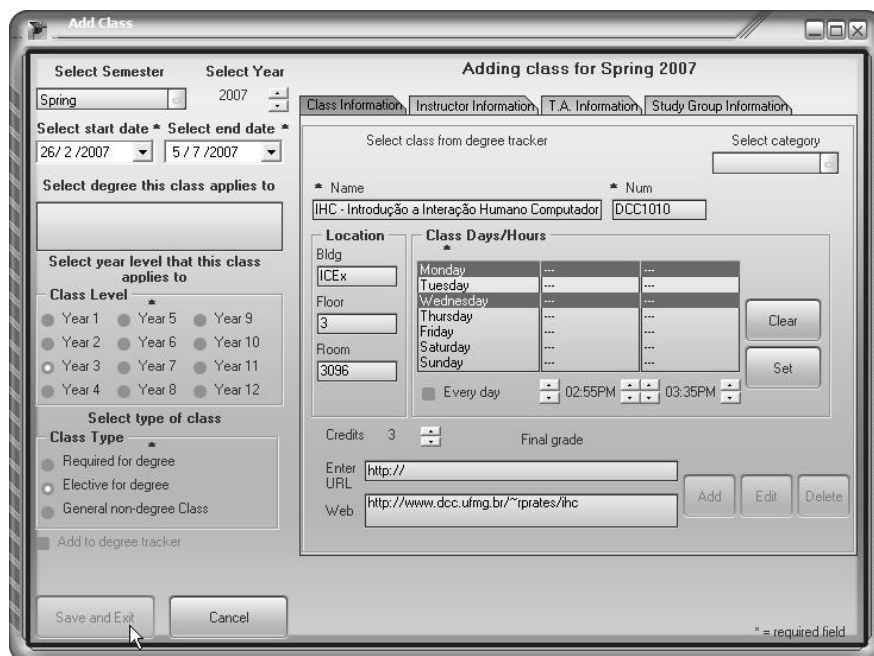 Add Class
Select Semester Select Year
Spring 2007
Select start date * Select end date *
26/ 2 /2007 5 / 7 /2007
Select degree this class applies to
Select year level that this class
applies to
Class Level *
Year 1 Year 5 Year 9
Year 2 Year 6 Year 10
Year 3 Year 7 Year 11
Year 4 Year 8 Year 12
Select type of class
Class Type *
Required for degree
Elective for degree
General non-degree Class
Add to degree tracker
Save and Exit Cancel
Adding class for Spring 2007
Class Information Instructor Information T.A. Information Study Group Information
Select class from degree tracker Select category
* Name * Num
IHC - Introdução a Interação Humano Computador DCC1010
Location
Bldg
ICEx
Floor
3
Room
3096
Class Days/Hours
*
Monday --- ---
Tuesday --- ---
Wednesday --- ---
Thursday --- ---
Friday --- ---
Saturday --- ---
Sunday --- ---
Clear
Set
Every day 02:55PM 03:35PM
Credits 3 Final grade
Enter URL http://
Web http://www.dcc.ufmg.br/~rprates/ihc
Add Edit Delete
* = required field